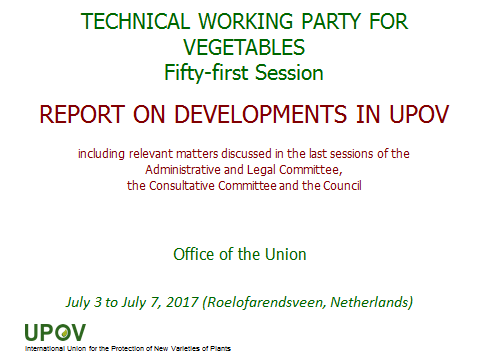 TECHNICAL WORKING PARTY FOR
VEGETABLES
Fifty-first Session
REPORT ON DEVELOPMENTS IN UPOV
including relevant matters discussed in the last sessions of the
Administrative and Legal Committee,
the Consultative Committee and the Council
Office of the Union
July 3 to July 7, 2017 (Roelofarendsveen, Netherlands)
UPOV
International Union for the Protection of New Varieties of Plants